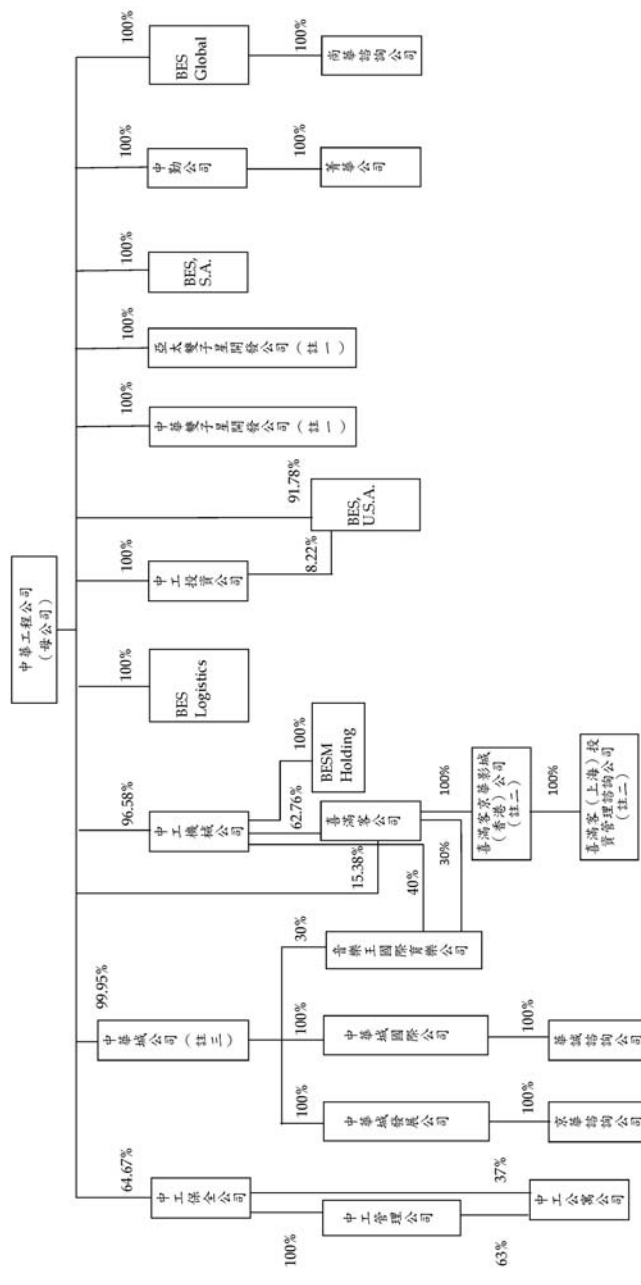 中華工程公司
（母公司）
64.67%
99.95%
96.58%
100%
100%
100%
100%
100%
100%
100%
中工保全公司
中華城公司（註三）
中工機械公司
BES
Logistics
中工投資公司
中華雙子星開發公司（註一）
亞太雙子星開發公司（註一）
BES,
S.A.
中勤公司
BES
Global
100%
100%
100%
30%
15.38%
62.76%
100%
8.22%
91.78%
100%
100%
中工管理公司
中華城發展公司
中華城國際公司
音樂王國際育樂公司
40%
30%
喜滿客公司
BESM
Holding
BES,
U.S.A.
菁華公司
尚華諮詢公司
63%
37%
100%
100%
100%
中工公寓公司
京華諮詢公司
華誠諮詢公司
喜滿客京華影城
（香港）公司
（註二）
100%
喜滿客（上海）投
資管理諮詢公司
（註二）